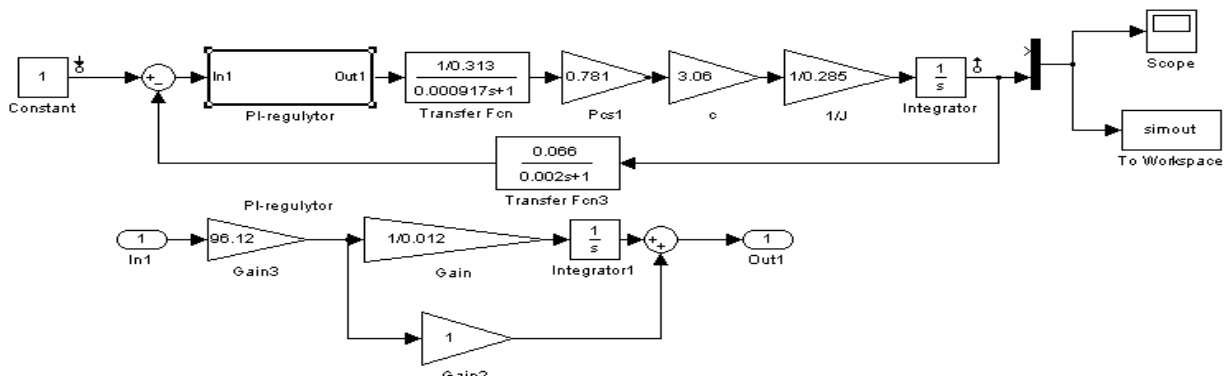 1
Constant
In1
Out1
PI-regulytor
1/0.313
0.000917s+1
Transfer Fcn
0.781
Pcs1
3.06
c
1/0.285
1/J
1
s
Integrator
Scope
simout
To Workspace
0.066
0.002s+1
Transfer Fcn3
PI-regulytor
1
In1
96.12
Gain3
1/0.012
Gain
1
s
Integrator1
1
Out1
1
Gain2